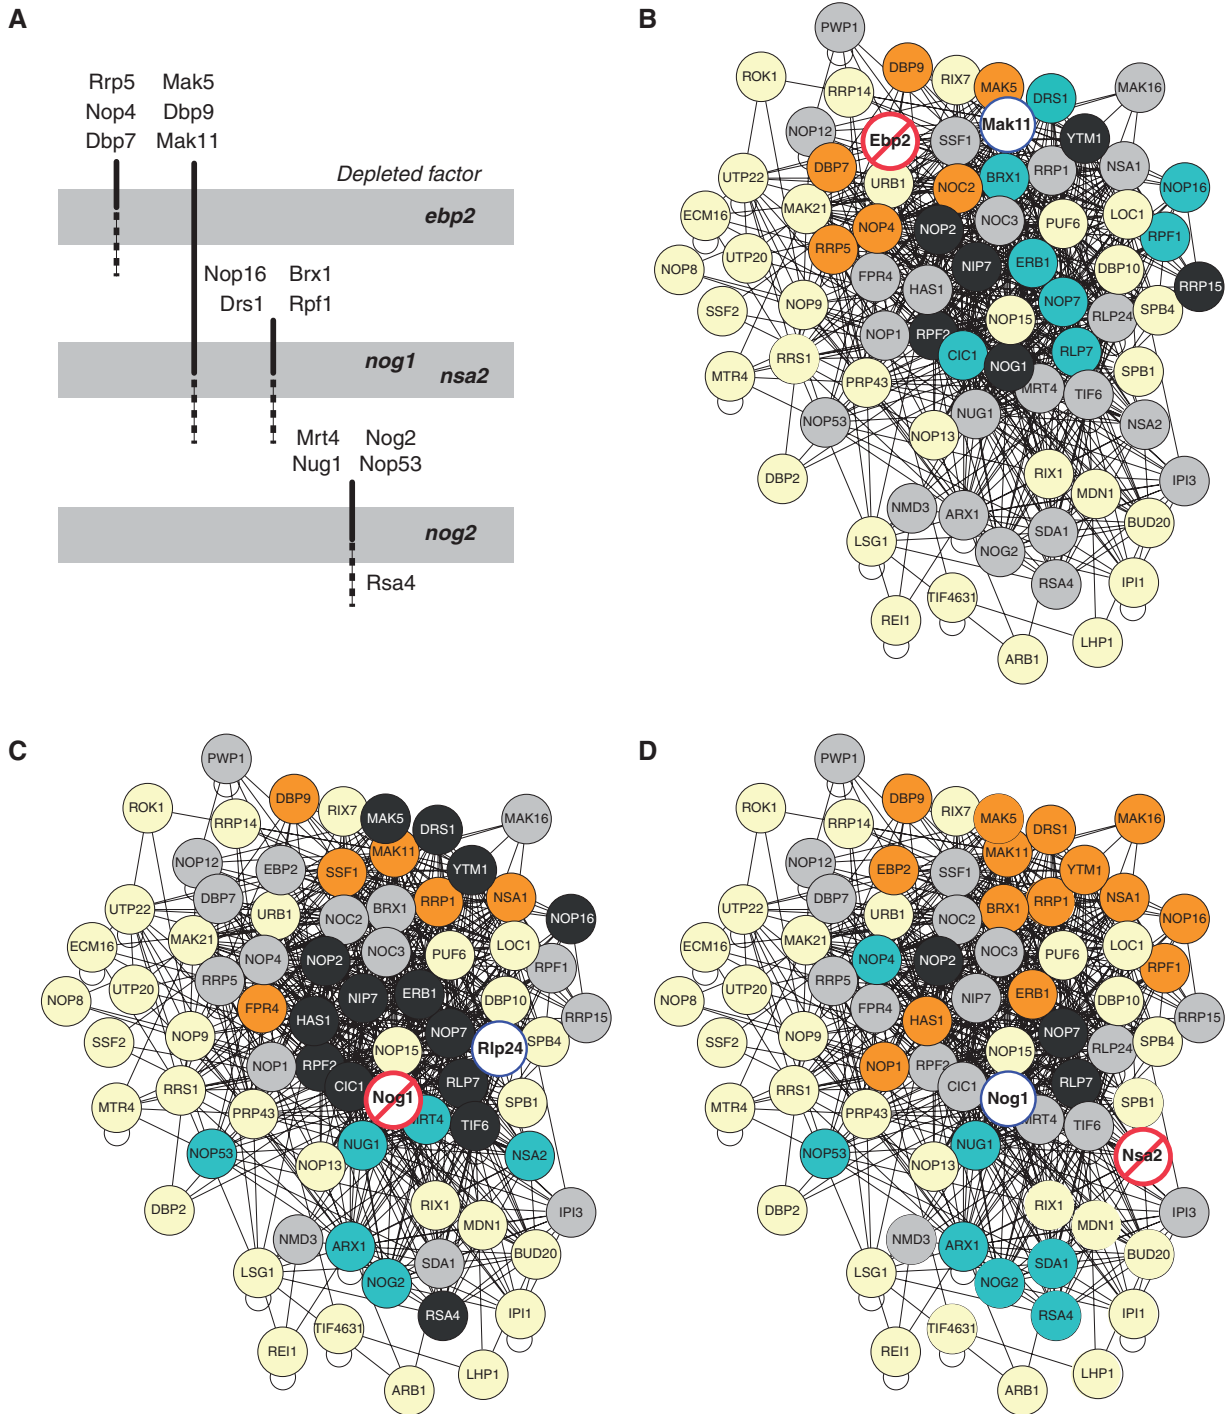 A
Rrp5 Mak5
Nop4 Dbp9
Dbp7 Mak11
Depleted factor
ebp2
Nop16 Brx1
Drs1 Rpf1
nog1
nsa2
Mrt4 Nog2
Nug1 Nop53
nog2
Rsa4
B
PWP1
ROK1
RRP14
DBP9
RIX7
MAK5
DRS1
MAK16
NOP12
Ebp2
SSF1
Mak11
YTM1
UTP22
DBP7
URB1
NOC2
BRX1
RRP1
NSA1
NOP16
ECM16
MAK21
NOP4
NOP2
NOC3
PUF6
LOC1
RPF1
UTP20
RRP5
NOP8
FPR4
HAS1
NIP7
ERB1
DBP10
RRP15
SSF2
NOP9
NOP1
RPF2
NOP15
NOP7
RLP24
SPB4
MTR4
RRS1
PRP43
CIC1
NOG1
RLP7
SPB1
MRT4
TIF6
NOP53
NUG1
NOP13
NSA2
DBP2
RIX1
MDN1
IPI3
NMD3
ARX1
SDA1
BUD20
LSG1
NOG2
RSA4
IPI1
TIF4631
REI1
ARB1
LHP1
C
PWP1
ROK1
RRP14
DBP9
RIX7
MAK5
DRS1
MAK16
NOP12
EBP2
SSF1
MAK11
YTM1
UTP22
DBP7
URB1
NOC2
BRX1
RRP1
NSA1
NOP16
ECM16
MAK21
NOP4
NOP2
NOC3
PUF6
LOC1
RPF1
UTP20
RRP5
NOP8
FPR4
HAS1
NIP7
ERB1
DBP10
RRP15
SSF2
NOP9
NOP1
RPF2
NOP15
NOP7
Rlp24
SPB4
MTR4
RRS1
PRP43
CIC1
Nog1
RLP7
SPB1
MRT4
TIF6
NOP53
NUG1
NOP13
NSA2
DBP2
RIX1
MDN1
IPI3
NMD3
ARX1
SDA1
BUD20
LSG1
NOG2
RSA4
IPI1
TIF4631
REI1
ARB1
LHP1
D
PWP1
ROK1
RRP14
DBP9
RIX7
MAK5
DRS1
MAK16
NOP12
EBP2
SSF1
MAK11
YTM1
UTP22
DBP7
URB1
NOC2
BRX1
RRP1
NSA1
NOP16
ECM16
MAK21
NOP4
NOP2
NOC3
PUF6
LOC1
RPF1
UTP20
RRP5
NOP8
FPR4
HAS1
NIP7
ERB1
DBP10
RRP15
SSF2
NOP9
NOP1
RPF2
NOP15
NOP7
RLP24
SPB4
MTR4
RRS1
PRP43
CIC1
Nog1
RLP7
SPB1
MRT4
TIF6
NOP53
NUG1
NOP13
Nsa2
DBP2
RIX1
MDN1
IPI3
NMD3
ARX1
SDA1
BUD20
LSG1
NOG2
RSA4
IPI1
TIF4631
REI1
ARB1
LHP1